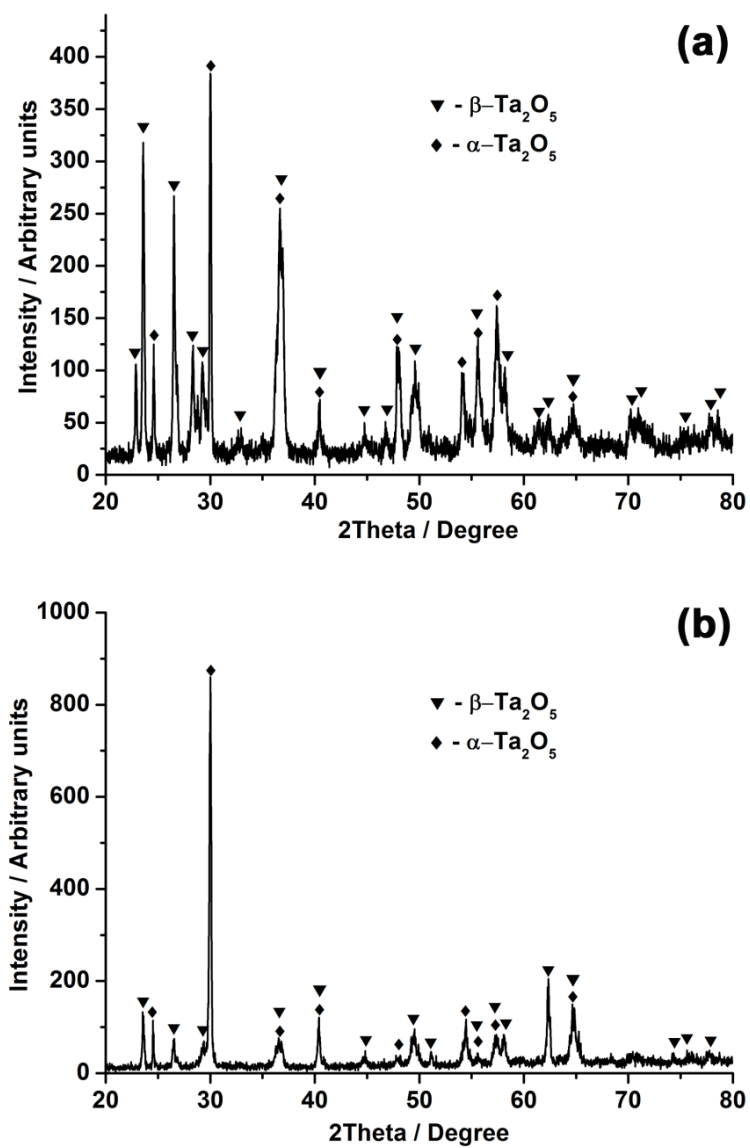 (a)
400
350
300
250
200
150
100
50
0
Intensity / Arbitrary units
▼ - β–Ta₂O₅
♦ - α–Ta₂O₅
20 30 40 50 60 70 80
2Theta / Degree
(b)
1000
800
600
400
200
0
Intensity / Arbitrary units
▼ - β–Ta₂O₅
♦ - α–Ta₂O₅
20 30 40 50 60 70 80
2Theta / Degree